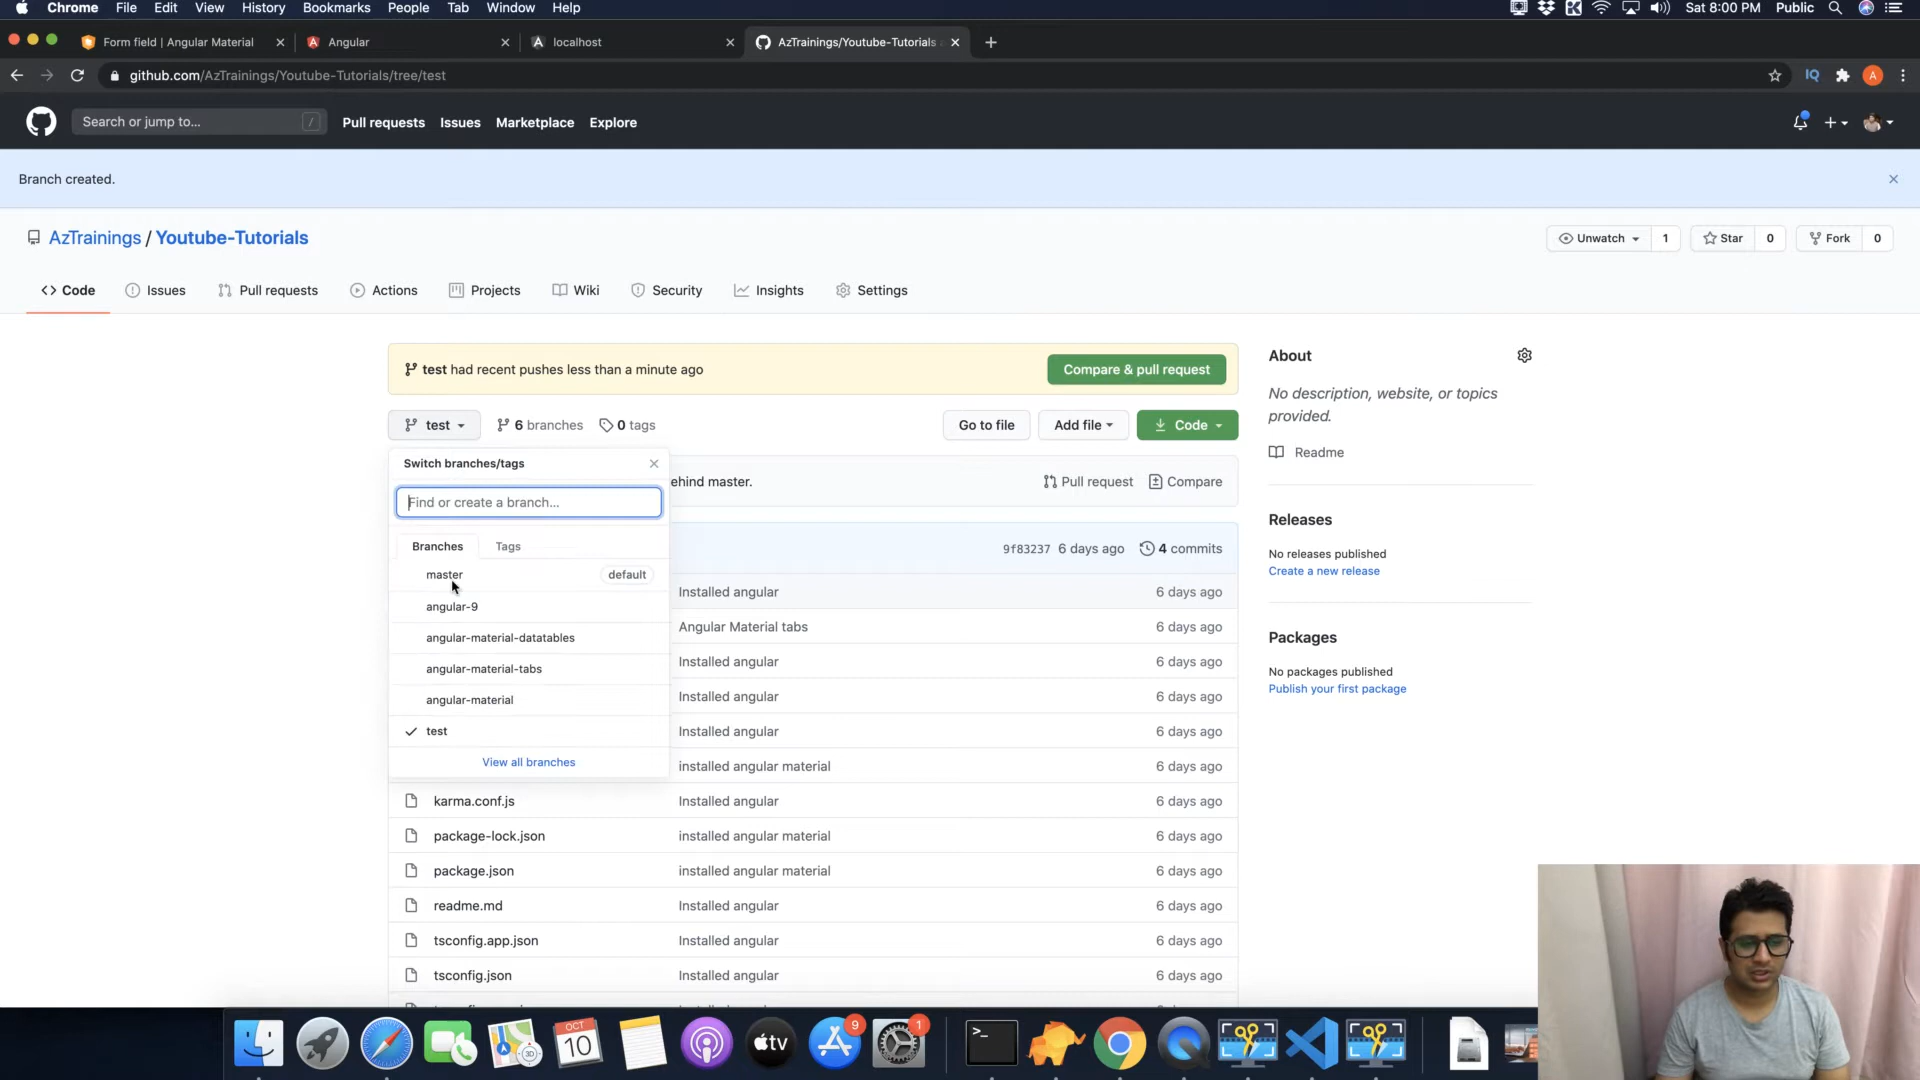 Chrome File Edit View History Bookmarks People Tab Window Help Sat 8:00 PM Public
Form field | Angular Material Angular localhost AzTrainings/Youtube-Tutorials
github.com/AzTrainings/Youtube-Tutorials/tree/test IQ A
Search or jump to... / Pull requests Issues Marketplace Explore
Branch created.
AzTrainings / Youtube-Tutorials Unwatch 1 Star 0 Fork 0
Code Issues Pull requests Actions Projects Wiki Security Insights Settings
test had recent pushes less than a minute ago Compare & pull request
About
No description, website, or topics
provided.
Readme
Releases
No releases published
Create a new release
Packages
No packages published
Publish your first package
test 6 branches 0 tags Go to file Add file Code
Switch branches/tags
Find or create a branch...
Branches Tags
master default
angular-9
angular-material-datatables
angular-material-tabs
angular-material
test
View all branches
ehind master. Pull request Compare
9f83237 6 days ago 4 commits
Installed angular 6 days ago
Angular Material tabs 6 days ago
Installed angular 6 days ago
Installed angular 6 days ago
Installed angular 6 days ago
installed angular material 6 days ago
karma.conf.js Installed angular 6 days ago
package-lock.json installed angular material 6 days ago
package.json installed angular material 6 days ago
readme.md Installed angular 6 days ago
tsconfig.app.json Installed angular 6 days ago
tsconfig.json Installed angular 6 days ago
OCT
10
tv
9
1